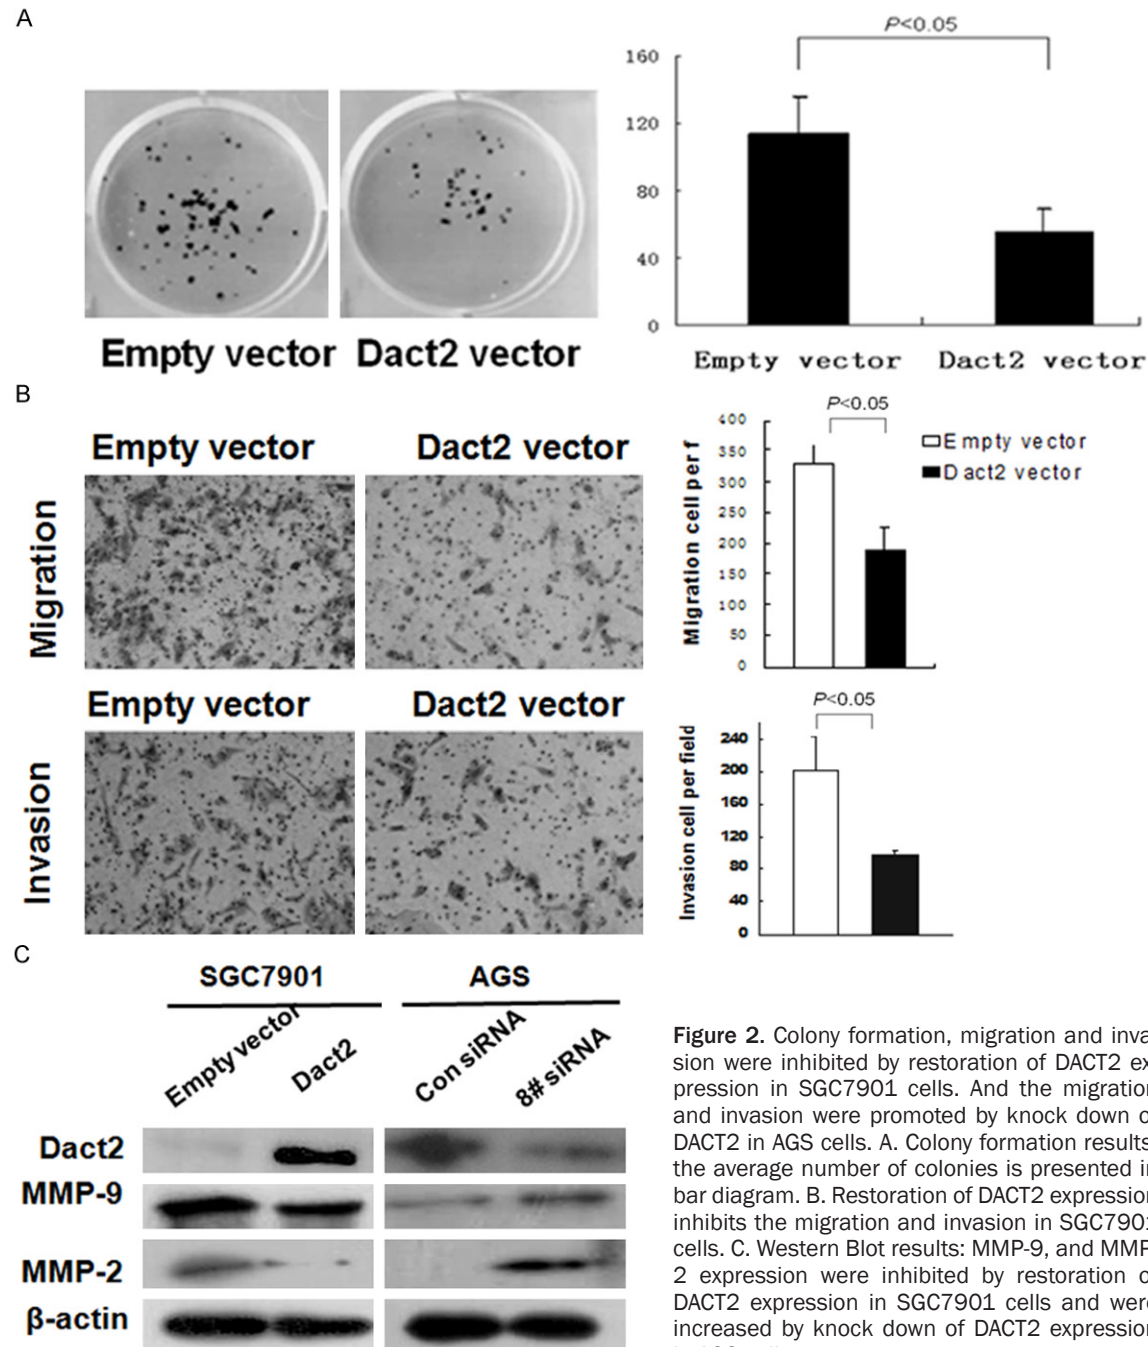 A
P<0.05
160
120
80
40
0
Empty vector Dact2 vector
Empty vector Dact2 vector
B
Empty vector Dact2 vector
Migration
P<0.05
400
350
300
250
200
150
100
50
0
Migration cell per f
Empty vector
Dact2 vector
Empty vector Dact2 vector
Invasion
P<0.05
240
200
160
120
80
40
0
Invasion cell per field
C
SGC7901 AGS
Empty vector Dact2 Con siRNA 8# siRNA
Dact2
MMP-9
MMP-2
β-actin
Figure 2. Colony formation, migration and inva
sion were inhibited by restoration of DACT2 ex
pression in SGC7901 cells. And the migration
and invasion were promoted by knock down o
DACT2 in AGS cells. A. Colony formation results
the average number of colonies is presented in
bar diagram. B. Restoration of DACT2 expression
inhibits the migration and invasion in SGC7901
cells. C. Western Blot results: MMP-9, and MMP
2 expression were inhibited by restoration o
DACT2 expression in SGC7901 cells and were
increased by knock down of DACT2 expression